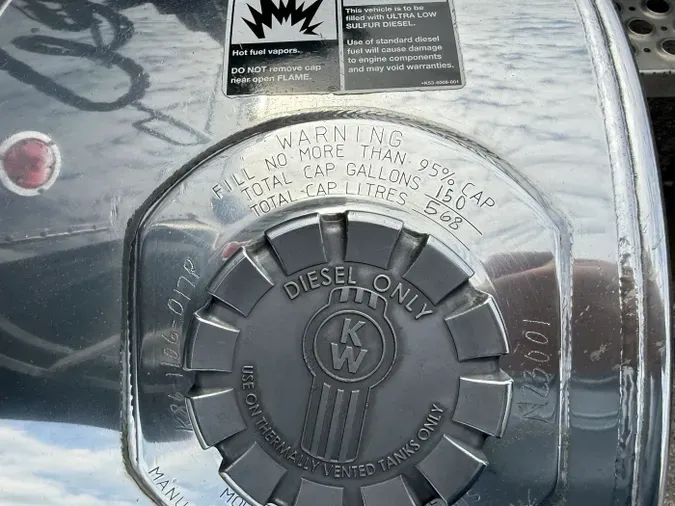 Hot fuel vapors.
DO NOT remove cap
near open FLAME.
This vehicle is to be
filled with ULTRA LOW
SULFUR DIESEL.
Use of standard diesel
fuel will cause damage
to engine components
and may void warranties.
WARNING
FILL NO MORE THAN 95% CAP
TOTAL CAP GALLONS 150
TOTAL CAP LITRES 568
DIESEL ONLY
K
W
USE ON THERMALLY VENTED TANKS ONLY
MANU
MO